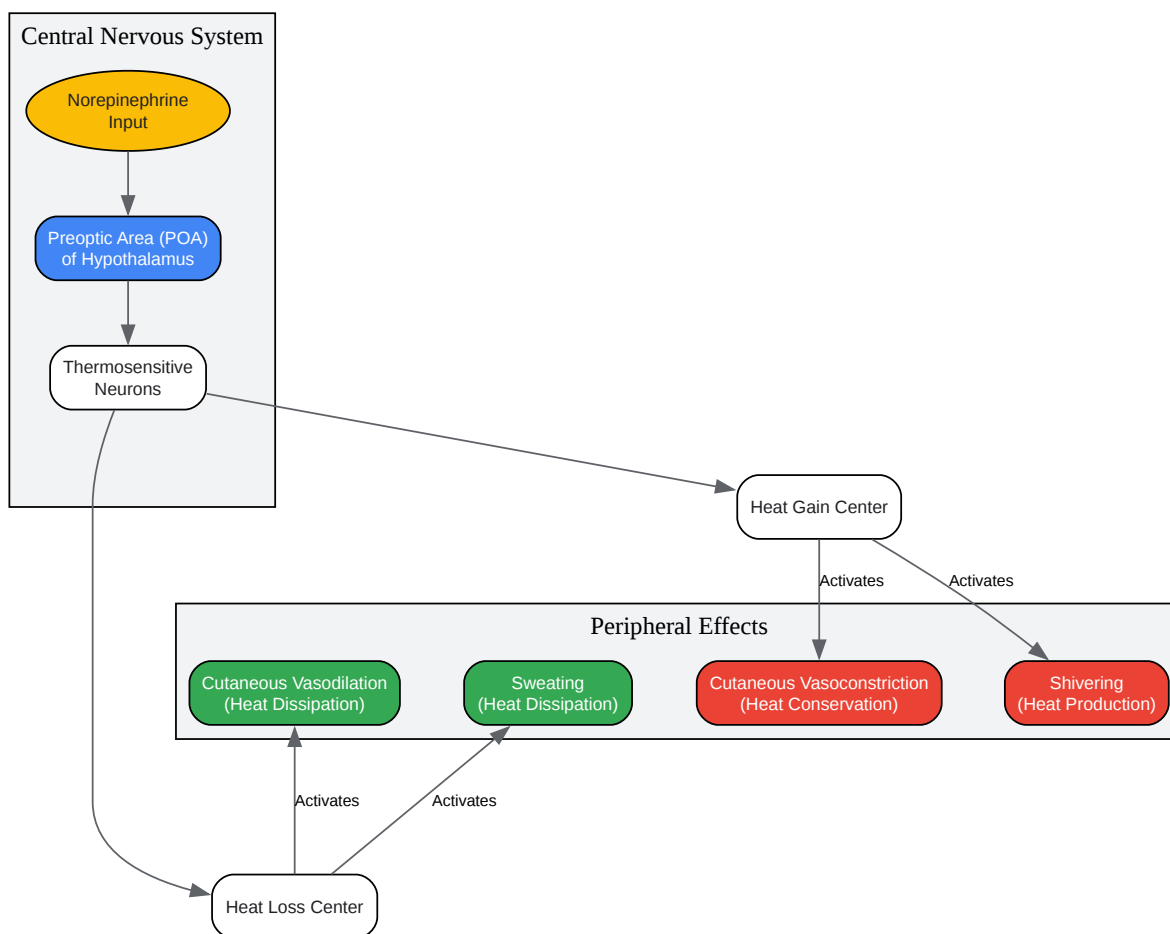 Central Nervous System
Norepinephrine
Input
Preoptic Area (POA)
of Hypothalamus
Thermosensitive
Neurons
Heat Gain Center
Activates
Activates
Peripheral Effects
Cutaneous Vasodilation
(Heat Dissipation)
Sweating
(Heat Dissipation)
Cutaneous Vasoconstriction
(Heat Conservation)
Shivering
(Heat Production)
Activates
Activates
Heat Loss Center